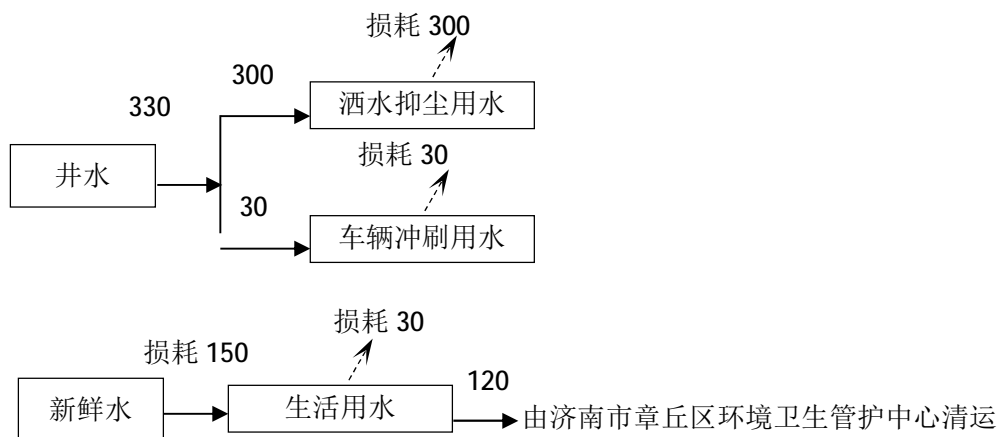 损耗 300
300
洒水抑尘用水
330
损耗 30
井水
30
车辆冲刷用水
损耗 30
损耗 150
120
新鲜水
生活用水
由济南市章丘区环境卫生管护中心清运